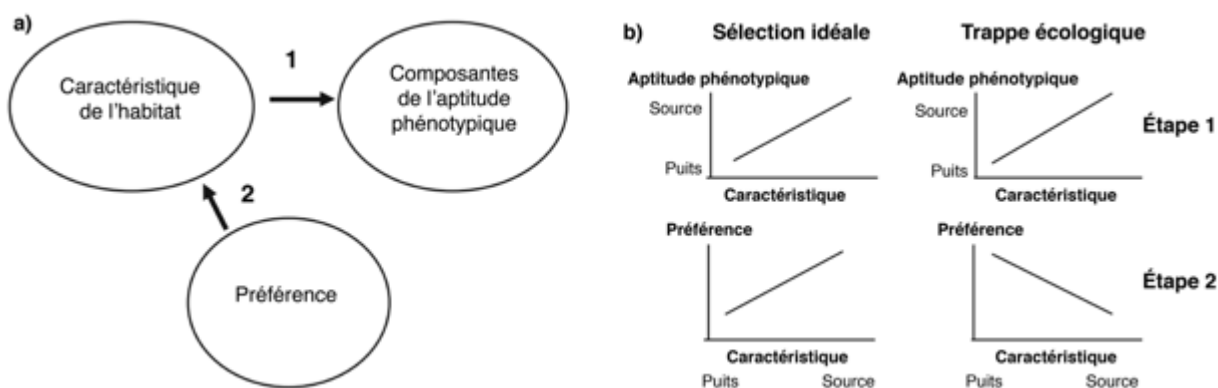 a)
Caractéristique
de l'habitat
1
Composantes
de l'aptitude
phénotypique
2
Préférence
b)
Sélection idéale
Trappe écologique
Aptitude phénotypique
Source
Puits
Caractéristique
Aptitude phénotypique
Source
Puits
Caractéristique
Étape 1
Préférence
Caractéristique
Puits
Source
Préférence
Caractéristique
Puits
Source
Étape 2